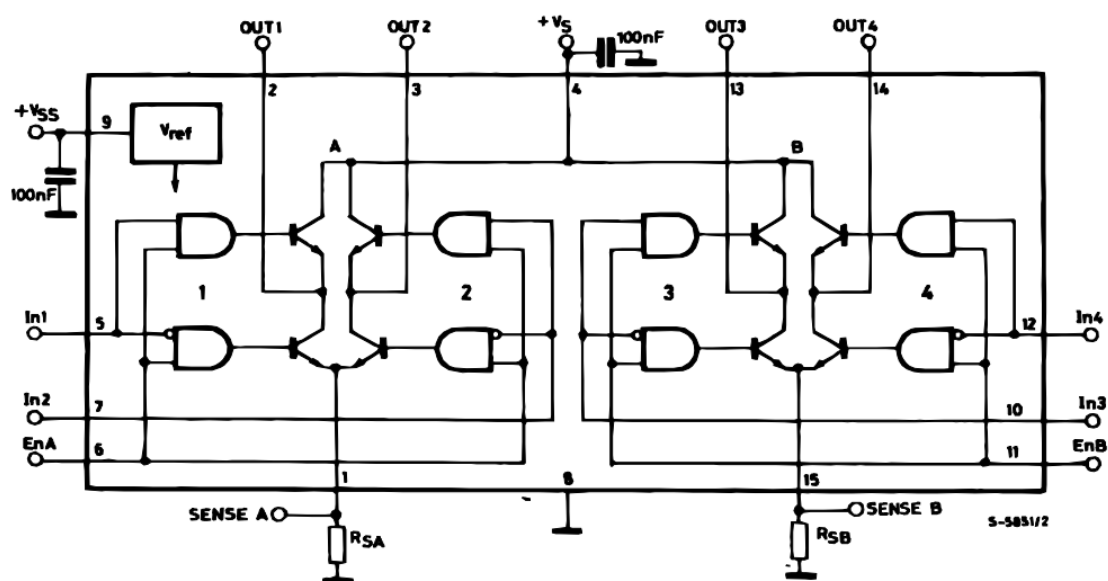 OUT1 OUT2 +VS 100nF OUT3 OUT4
2 3 4 13 14
+VSS 9 Vref A B
100nF
1 2 3 4
In1 5 12 In4
In2 7 10 In3
EnA 6 11 EnB
1 8 15
SENSE A SENSE B
RSA RSB S-5851/2